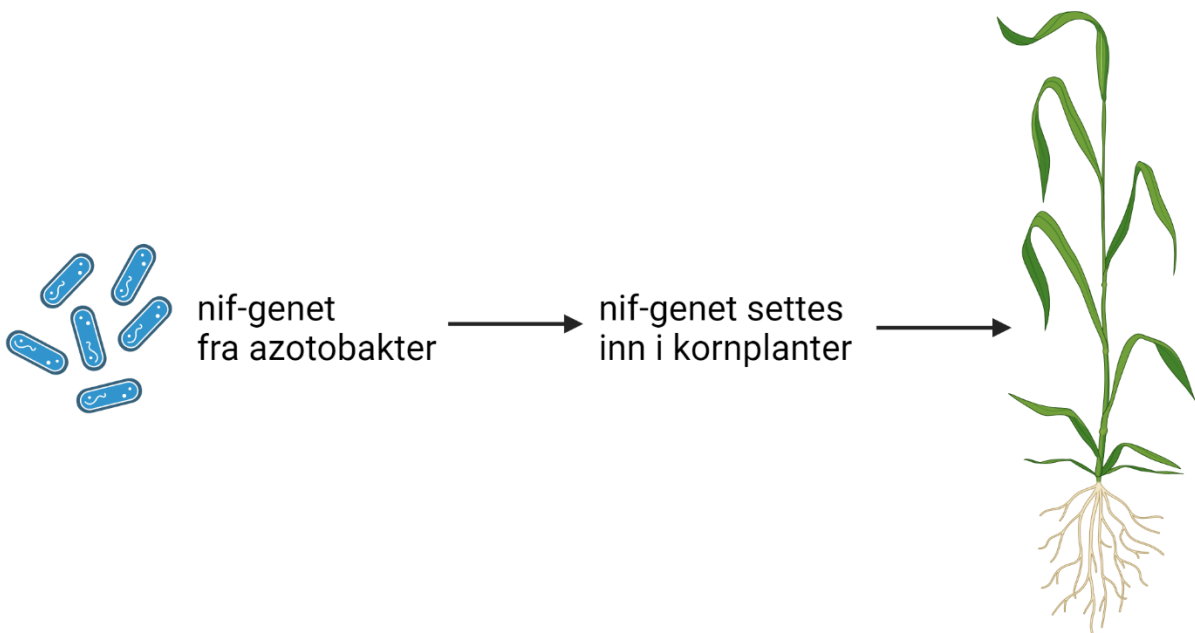 nif-genet
fra azotobakter
nif-genet settes
inn i kornplanter